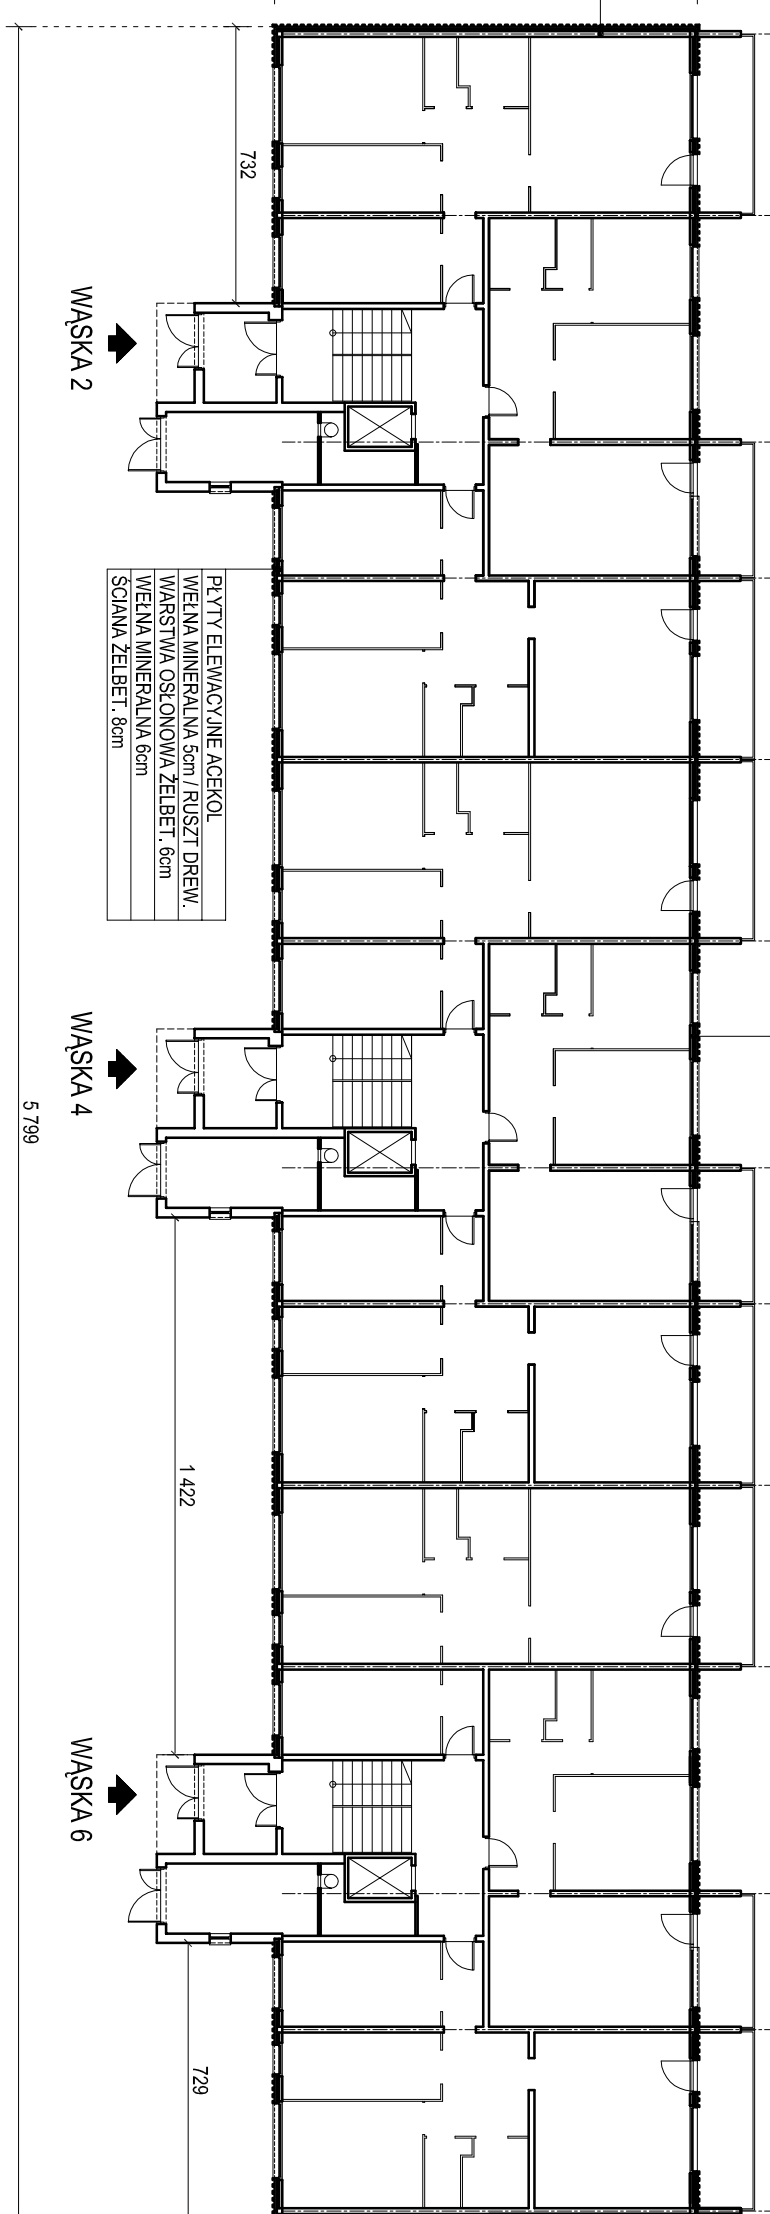 732
WĄSKA 2
PŁYTY ELEWACYJNE ACEKOL
WEŁNA MINERALNA 5cm / RUSZT DREW.
WARSTWA OSŁONOWA ŻELBET. 6cm
WEŁNA MINERALNA 6cm
ŚCIANA ŻELBET. 8cm
WĄSKA 4
5 799
1 422
WĄSKA 6
729